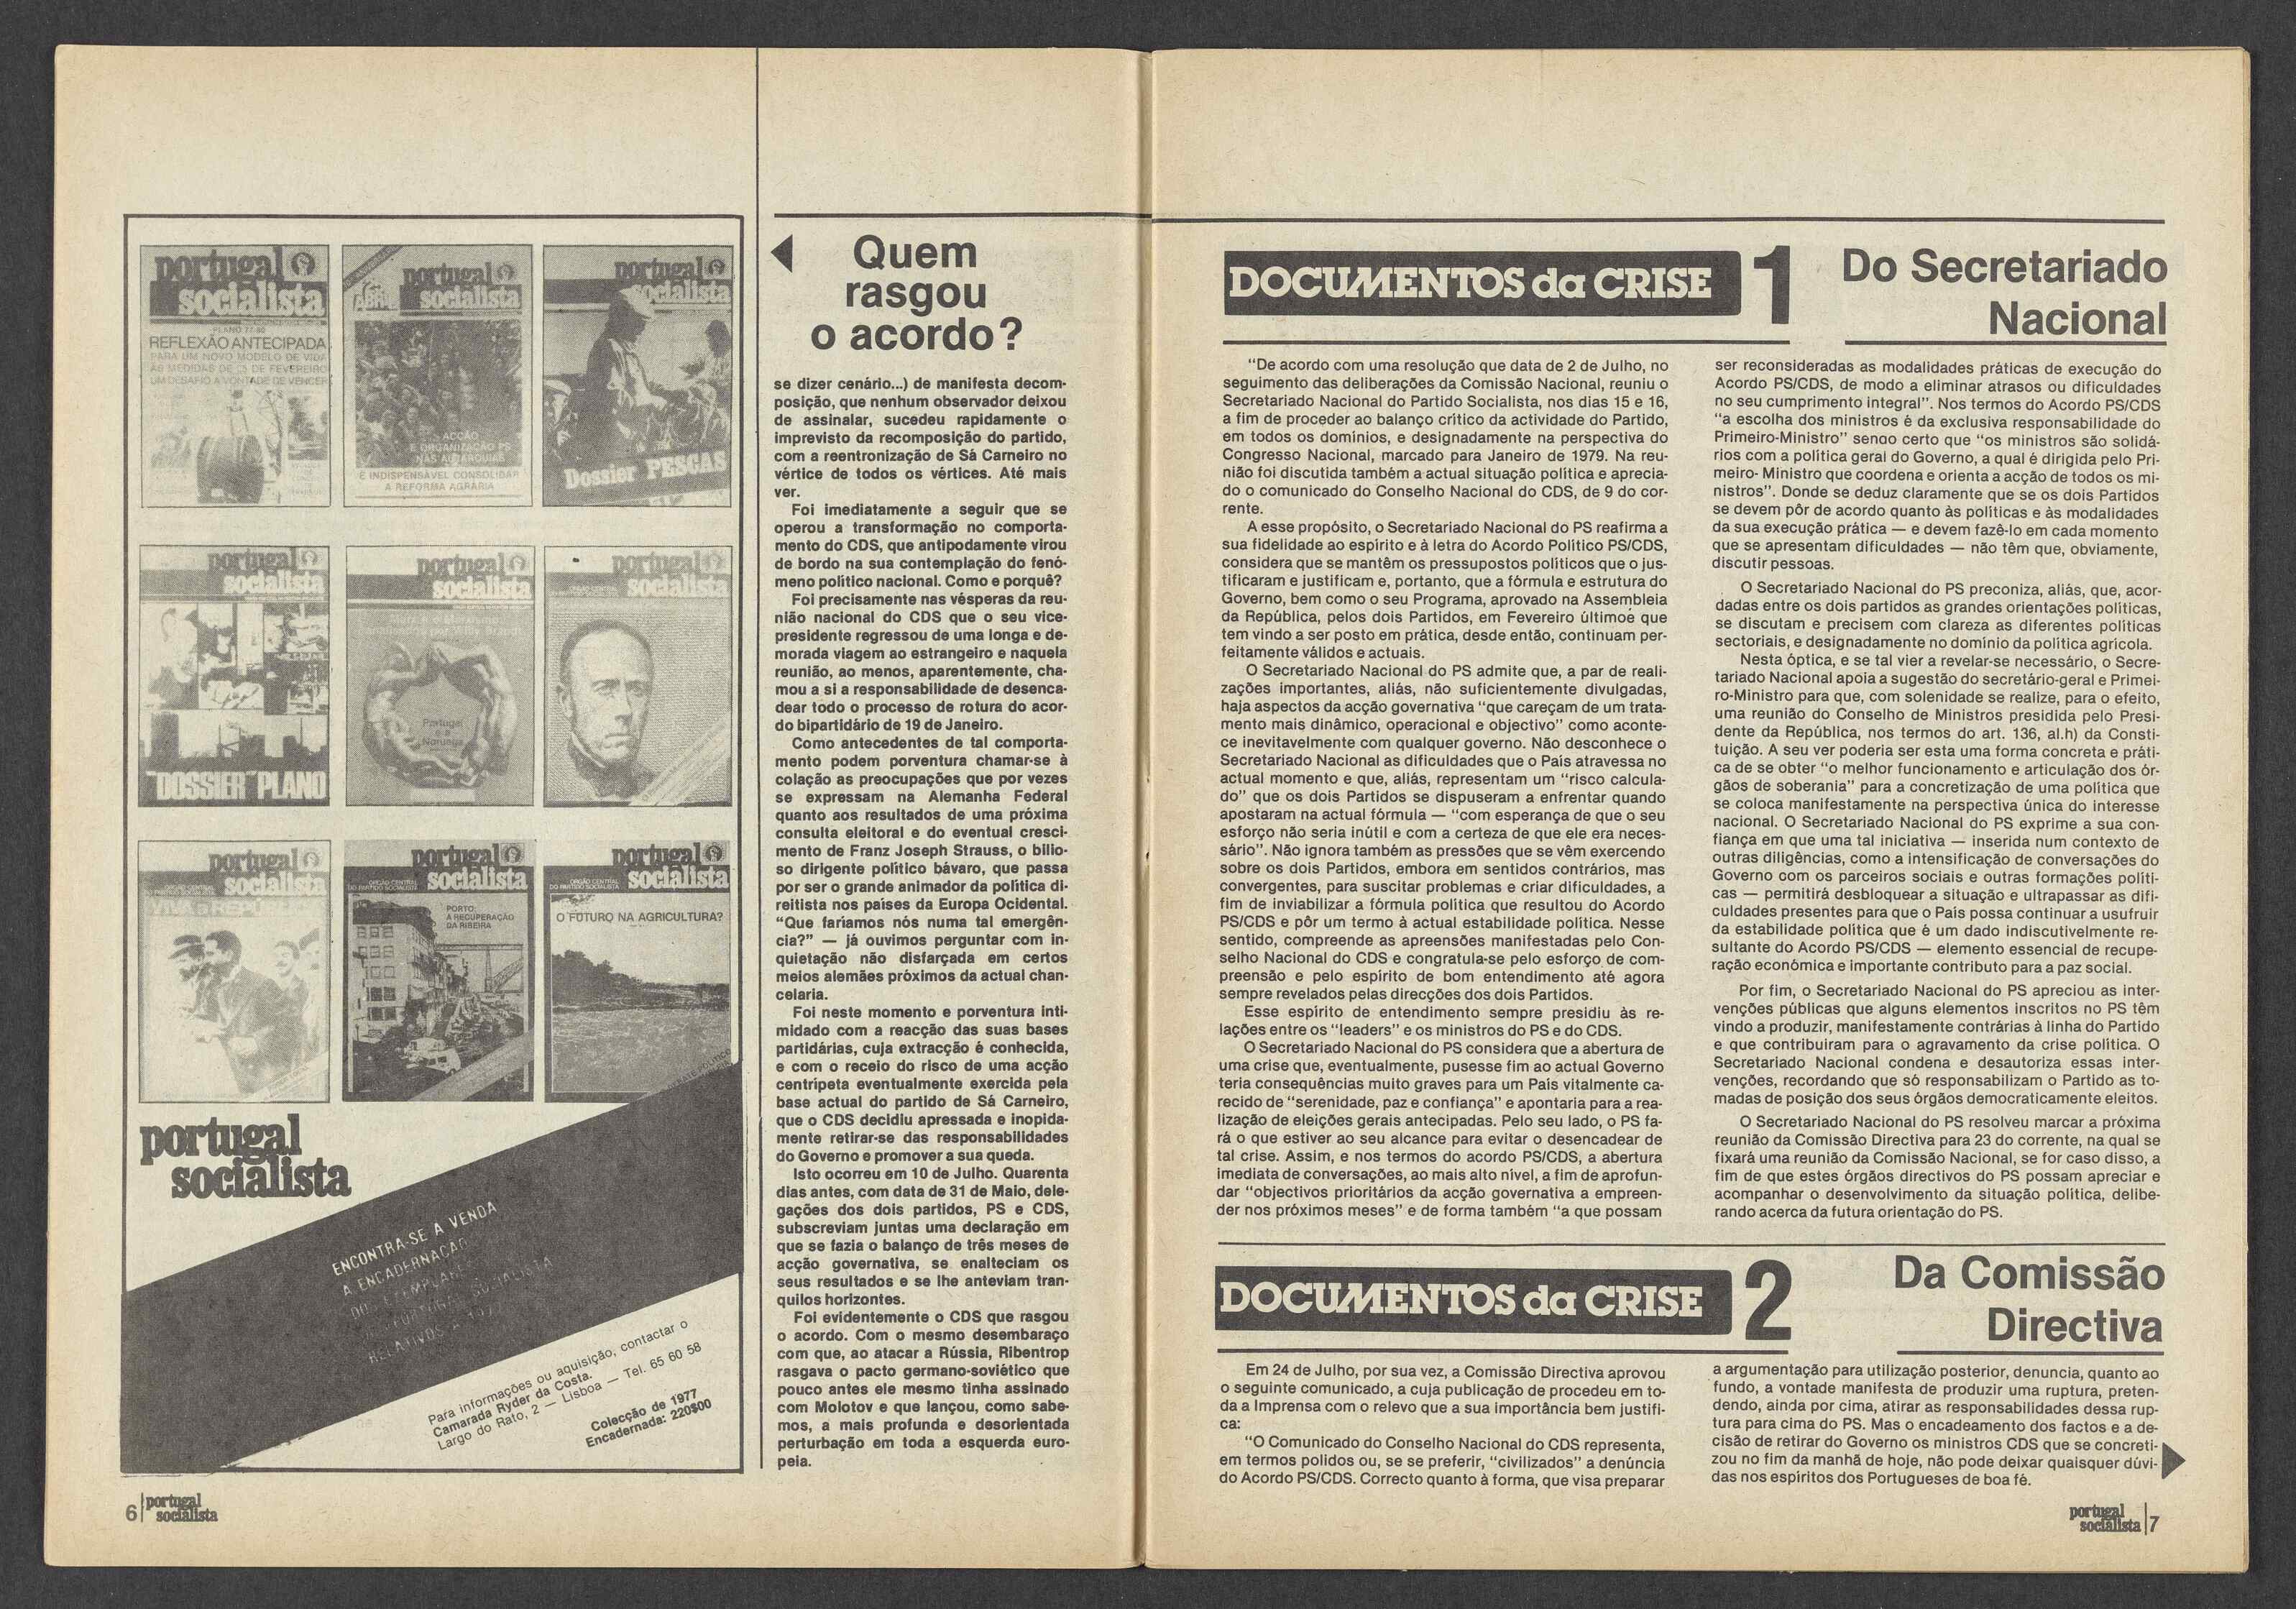 portugal
socialista
PLANO 77-80
REFLEXÃO ANTECIPADA
PARA UM NOVO MODELO DE VIDA
AS MEDIDAS DE 25 DE FEVEREIRO
UM DESAFIO À VONTADE DE VENCER
ABRIL
portugal
socialista
ACÇÃO
E ORGANIZAÇÃO PS
NAS AUTARQUIAS
É INDISPENSÁVEL CONSOLIDAR
A REFORMA AGRÁRIA
portugal
socialista
Dossier PESCAS
portugal
socialista
"DOSSIER" PLANO
portugal
socialista
Portugal
e a
Noruega
portugal
socialista
portugal
socialista
VIVA a REPÚBLICA
ORGÃO CENTRAL
DO PARTIDO SOCIALISTA
portugal
socialista
PORTO:
A RECUPERAÇÃO
DA RIBEIRA
ORGÃO CENTRAL
DO PARTIDO SOCIALISTA
portugal
socialista
O FUTURO NA AGRICULTURA?
portugal
socialista
ENCONTRA-SE A VENDA
A ENCADERNACAO
DOS EXEMPLARES
PORTUGAL SOCIALISTA
RELATIVOS A 1977
Para informações ou aquisição, contactar o
Camarada Ryder da Costa.
Largo do Rato, 2 — Lisboa — Tel. 65 60 58
Colecção de 1977
Encadernada: 220$00
6 portugal
socialista
Quem
rasgou
o acordo?
se dizer cenário...) de manifesta decom-
posição, que nenhum observador deixou
de assinalar, sucedeu rapidamente o
imprevisto da recomposição do partido,
com a reentronização de Sá Carneiro no
vértice de todos os vértices. Até mais
ver.
Foi imediatamente a seguir que se
operou a transformação no comporta-
mento do CDS, que antipodamente virou
de bordo na sua contemplação do fenó-
meno político nacional. Como e porquê?
Foi precisamente nas vésperas da reu-
nião nacional do CDS que o seu vice-
presidente regressou de uma longa e de-
morada viagem ao estrangeiro e naquela
reunião, ao menos, aparentemente, cha-
mou a si a responsabilidade de desenca-
dear todo o processo de rotura do acor-
do bipartidário de 19 de Janeiro.
Como antecedentes de tal comporta-
mento podem porventura chamar-se à
colação as preocupações que por vezes
se expressam na Alemanha Federal
quanto aos resultados de uma próxima
consulta eleitoral e do eventual cresci-
mento de Franz Joseph Strauss, o bilio-
so dirigente político bávaro, que passa
por ser o grande animador da política di-
reitista nos países da Europa Ocidental.
"Que faríamos nós numa tal emergên-
cia?" — já ouvimos perguntar com in-
quietação não disfarçada em certos
meios alemães próximos da actual chan-
celaria.
Foi neste momento e porventura inti-
midado com a reacção das suas bases
partidárias, cuja extracção é conhecida,
e com o receio do risco de uma acção
centrípeta eventualmente exercida pela
base actual do partido de Sá Carneiro,
que o CDS decidiu apressada e inopida-
mente retirar-se das responsabilidades
do Governo e promover a sua queda.
Isto ocorreu em 10 de Julho. Quarenta
dias antes, com data de 31 de Maio, dele-
gações dos dois partidos, PS e CDS,
subscreviam juntas uma declaração em
que se fazia o balanço de três meses de
acção governativa, se enalteciam os
seus resultados e se lhe anteviam tran-
quilos horizontes.
Foi evidentemente o CDS que rasgou
o acordo. Com o mesmo desembaraço
com que, ao atacar a Rússia, Ribentrop
rasgava o pacto germano-soviético que
pouco antes ele mesmo tinha assinado
com Molotov e que lançou, como sabe-
mos, a mais profunda e desorientada
perturbação em toda a esquerda euro-
peia.
DOCUMENTOS da CRISE 1
Do Secretariado
Nacional
"De acordo com uma resolução que data de 2 de Julho, no
seguimento das deliberações da Comissão Nacional, reuniu o
Secretariado Nacional do Partido Socialista, nos dias 15 e 16,
a fim de proceder ao balanço crítico da actividade do Partido,
em todos os domínios, e designadamente na perspectiva do
Congresso Nacional, marcado para Janeiro de 1979. Na reu-
nião foi discutida também a actual situação política e aprecia-
do o comunicado do Conselho Nacional do CDS, de 9 do cor-
rente.
A esse propósito, o Secretariado Nacional do PS reafirma a
sua fidelidade ao espírito e à letra do Acordo Político PS/CDS,
considera que se mantêm os pressupostos políticos que o jus-
tificaram e justificam e, portanto, que a fórmula e estrutura do
Governo, bem como o seu Programa, aprovado na Assembleia
da República, pelos dois Partidos, em Fevereiro últimoé que
tem vindo a ser posto em prática, desde então, continuam per-
feitamente válidos e actuais.
O Secretariado Nacional do PS admite que, a par de reali-
zações importantes, aliás, não suficientemente divulgadas,
haja aspectos da acção governativa "que careçam de um trata-
mento mais dinâmico, operacional e objectivo" como aconte-
ce inevitavelmente com qualquer governo. Não desconhece o
Secretariado Nacional as dificuldades que o País atravessa no
actual momento e que, aliás, representam um "risco calcula-
do" que os dois Partidos se dispuseram a enfrentar quando
apostaram na actual fórmula — "com esperança de que o seu
esforço não seria inútil e com a certeza de que ele era neces-
sário". Não ignora também as pressões que se vêm exercendo
sobre os dois Partidos, embora em sentidos contrários, mas
convergentes, para suscitar problemas e criar dificuldades, a
fim de inviabilizar a fórmula política que resultou do Acordo
PS/CDS e pôr um termo à actual estabilidade política. Nesse
sentido, compreende as apreensões manifestadas pelo Con-
selho Nacional do CDS e congratula-se pelo esforço de com-
preensão e pelo espírito de bom entendimento até agora
sempre revelados pelas direcções dos dois Partidos.
Esse espírito de entendimento sempre presidiu às re-
lações entre os "leaders" e os ministros do PS e do CDS.
O Secretariado Nacional do PS considera que a abertura de
uma crise que, eventualmente, pusesse fim ao actual Governo
teria consequências muito graves para um País vitalmente ca-
recido de "serenidade, paz e confiança" e apontaria para a rea-
lização de eleições gerais antecipadas. Pelo seu lado, o PS fa-
rá o que estiver ao seu alcance para evitar o desencadear de
tal crise. Assim, e nos termos do acordo PS/CDS, a abertura
imediata de conversações, ao mais alto nível, a fim de aprofun-
dar "objectivos prioritários da acção governativa a empreen-
der nos próximos meses" e de forma também "a que possam
ser reconsideradas as modalidades práticas de execução do
Acordo PS/CDS, de modo a eliminar atrasos ou dificuldades
no seu cumprimento integral". Nos termos do Acordo PS/CDS
"a escolha dos ministros é da exclusiva responsabilidade do
Primeiro-Ministro" sendo certo que "os ministros são solidá-
rios com a política geral do Governo, a qual é dirigida pelo Pri-
meiro- Ministro que coordena e orienta a acção de todos os mi-
nistros". Donde se deduz claramente que se os dois Partidos
se devem pôr de acordo quanto às políticas e às modalidades
da sua execução prática — e devem fazê-lo em cada momento
que se apresentam dificuldades — não têm que, obviamente,
discutir pessoas.
O Secretariado Nacional do PS preconiza, aliás, que, acor-
dadas entre os dois partidos as grandes orientações políticas,
se discutam e precisem com clareza as diferentes políticas
sectoriais, e designadamente no domínio da política agrícola.
Nesta óptica, e se tal vier a revelar-se necessário, o Secre-
tariado Nacional apoia a sugestão do secretário-geral e Primei-
ro-Ministro para que, com solenidade se realize, para o efeito,
uma reunião do Conselho de Ministros presidida pelo Presi-
dente da República, nos termos do art. 136, al.h) da Consti-
tuição. A seu ver poderia ser esta uma forma concreta e práti-
ca de se obter "o melhor funcionamento e articulação dos ór-
gãos de soberania" para a concretização de uma política que
se coloca manifestamente na perspectiva única do interesse
nacional. O Secretariado Nacional do PS exprime a sua con-
fiança em que uma tal iniciativa — inserida num contexto de
outras diligências, como a intensificação de conversações do
Governo com os parceiros sociais e outras formações políti-
cas — permitirá desbloquear a situação e ultrapassar as difi-
culdades presentes para que o País possa continuar a usufruir
da estabilidade política que é um dado indiscutivelmente re-
sultante do Acordo PS/CDS — elemento essencial de recupe-
ração económica e importante contributo para a paz social.
Por fim, o Secretariado Nacional do PS apreciou as inter-
venções públicas que alguns elementos inscritos no PS têm
vindo a produzir, manifestamente contrárias à linha do Partido
e que contribuiram para o agravamento da crise política. O
Secretariado Nacional condena e desautoriza essas inter-
venções, recordando que só responsabilizam o Partido as to-
madas de posição dos seus órgãos democraticamente eleitos.
O Secretariado Nacional do PS resolveu marcar a próxima
reunião da Comissão Directiva para 23 do corrente, na qual se
fixará uma reunião da Comissão Nacional, se for caso disso, a
fim de que estes órgãos directivos do PS possam apreciar e
acompanhar o desenvolvimento da situação política, delibe-
rando acerca da futura orientação do PS.
DOCUMENTOS da CRISE 2
Da Comissão
Directiva
Em 24 de Julho, por sua vez, a Comissão Directiva aprovou
o seguinte comunicado, a cuja publicação de procedeu em to-
da a Imprensa com o relevo que a sua importância bem justifi-
ca:
"O Comunicado do Conselho Nacional do CDS representa,
em termos polidos ou, se se preferir, "civilizados" a denúncia
do Acordo PS/CDS. Correcto quanto à forma, que visa preparar
a argumentação para utilização posterior, denuncia, quanto ao
fundo, a vontade manifesta de produzir uma ruptura, preten-
dendo, ainda por cima, atirar as responsabilidades dessa rup-
tura para cima do PS. Mas o encadeamento dos factos e a de-
cisão de retirar do Governo os ministros CDS que se concreti-
zou no fim da manhã de hoje, não pode deixar quaisquer dúvi-
das nos espíritos dos Portugueses de boa fé.
portugal
socialista 7